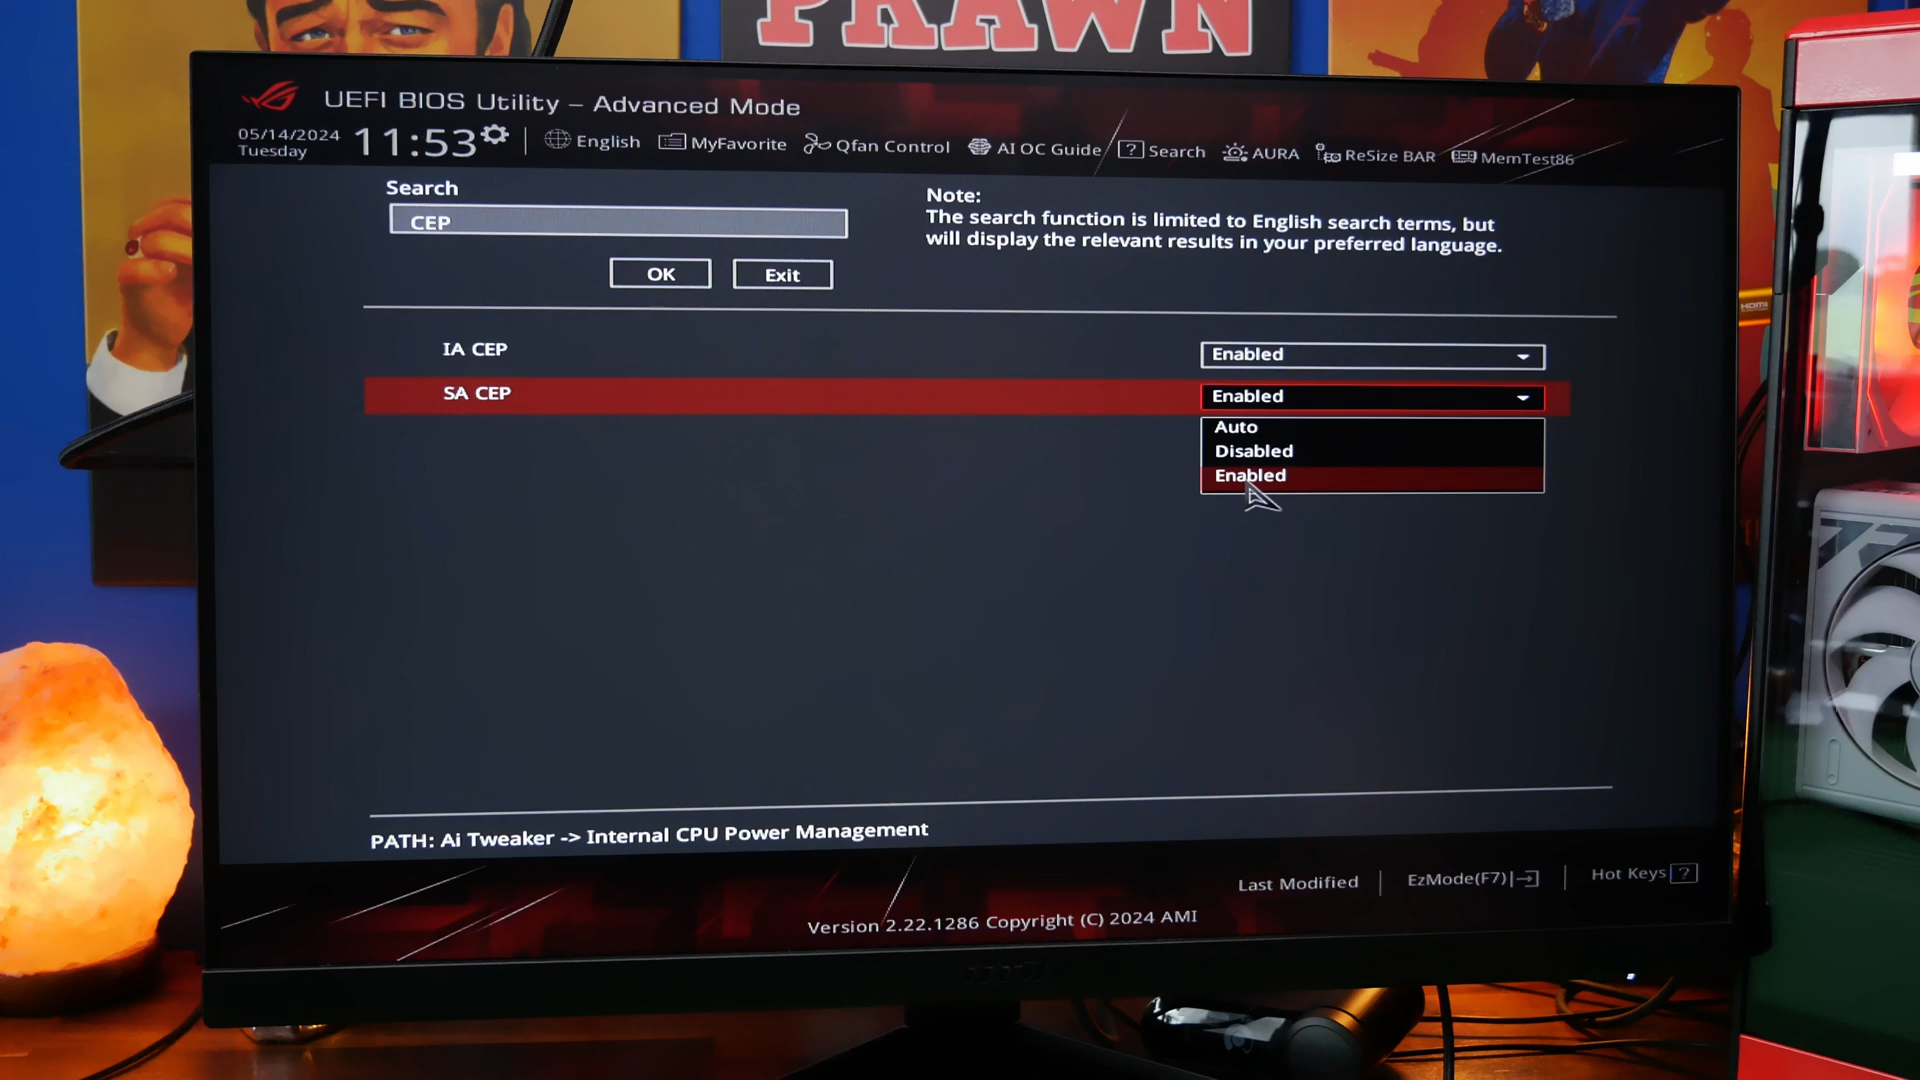 PRAWN
UEFI BIOS Utility – Advanced Mode
05/14/2024
Tuesday
11:53
English
MyFavorite
Qfan Control
AI OC Guide
? Search
AURA
ReSize BAR
MemTest86
Search
CEP
OK
Exit
Note:
The search function is limited to English search terms, but
will display the relevant results in your preferred language.
IA CEP
Enabled
SA CEP
Enabled
Auto
Disabled
Enabled
PATH: Ai Tweaker -> Internal CPU Power Management
Last Modified
EzMode(F7)
Hot Keys ?
Version 2.22.1286 Copyright (C) 2024 AMI
HDMI